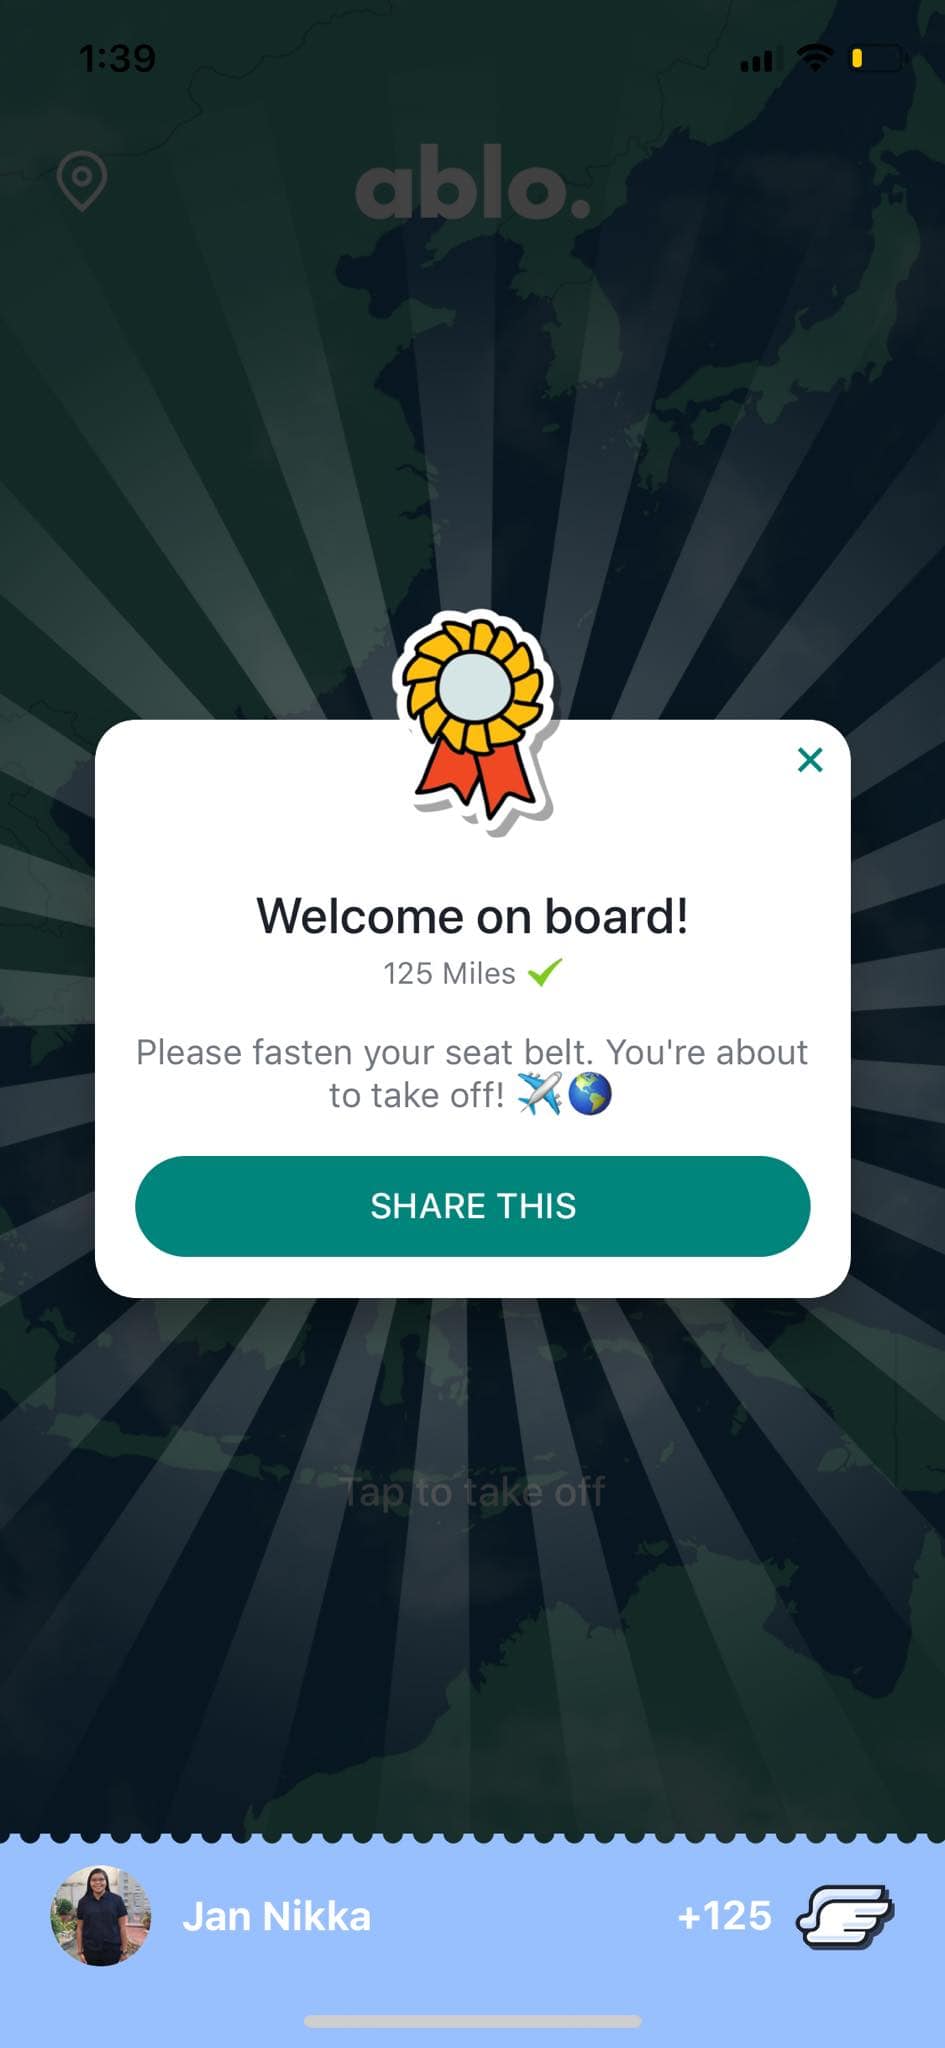 1:39
ablo.
Welcome on board!
125 Miles
Please fasten your seat belt. You're about
to take off!
SHARE THIS
Tap to take off
Jan Nikka
+125